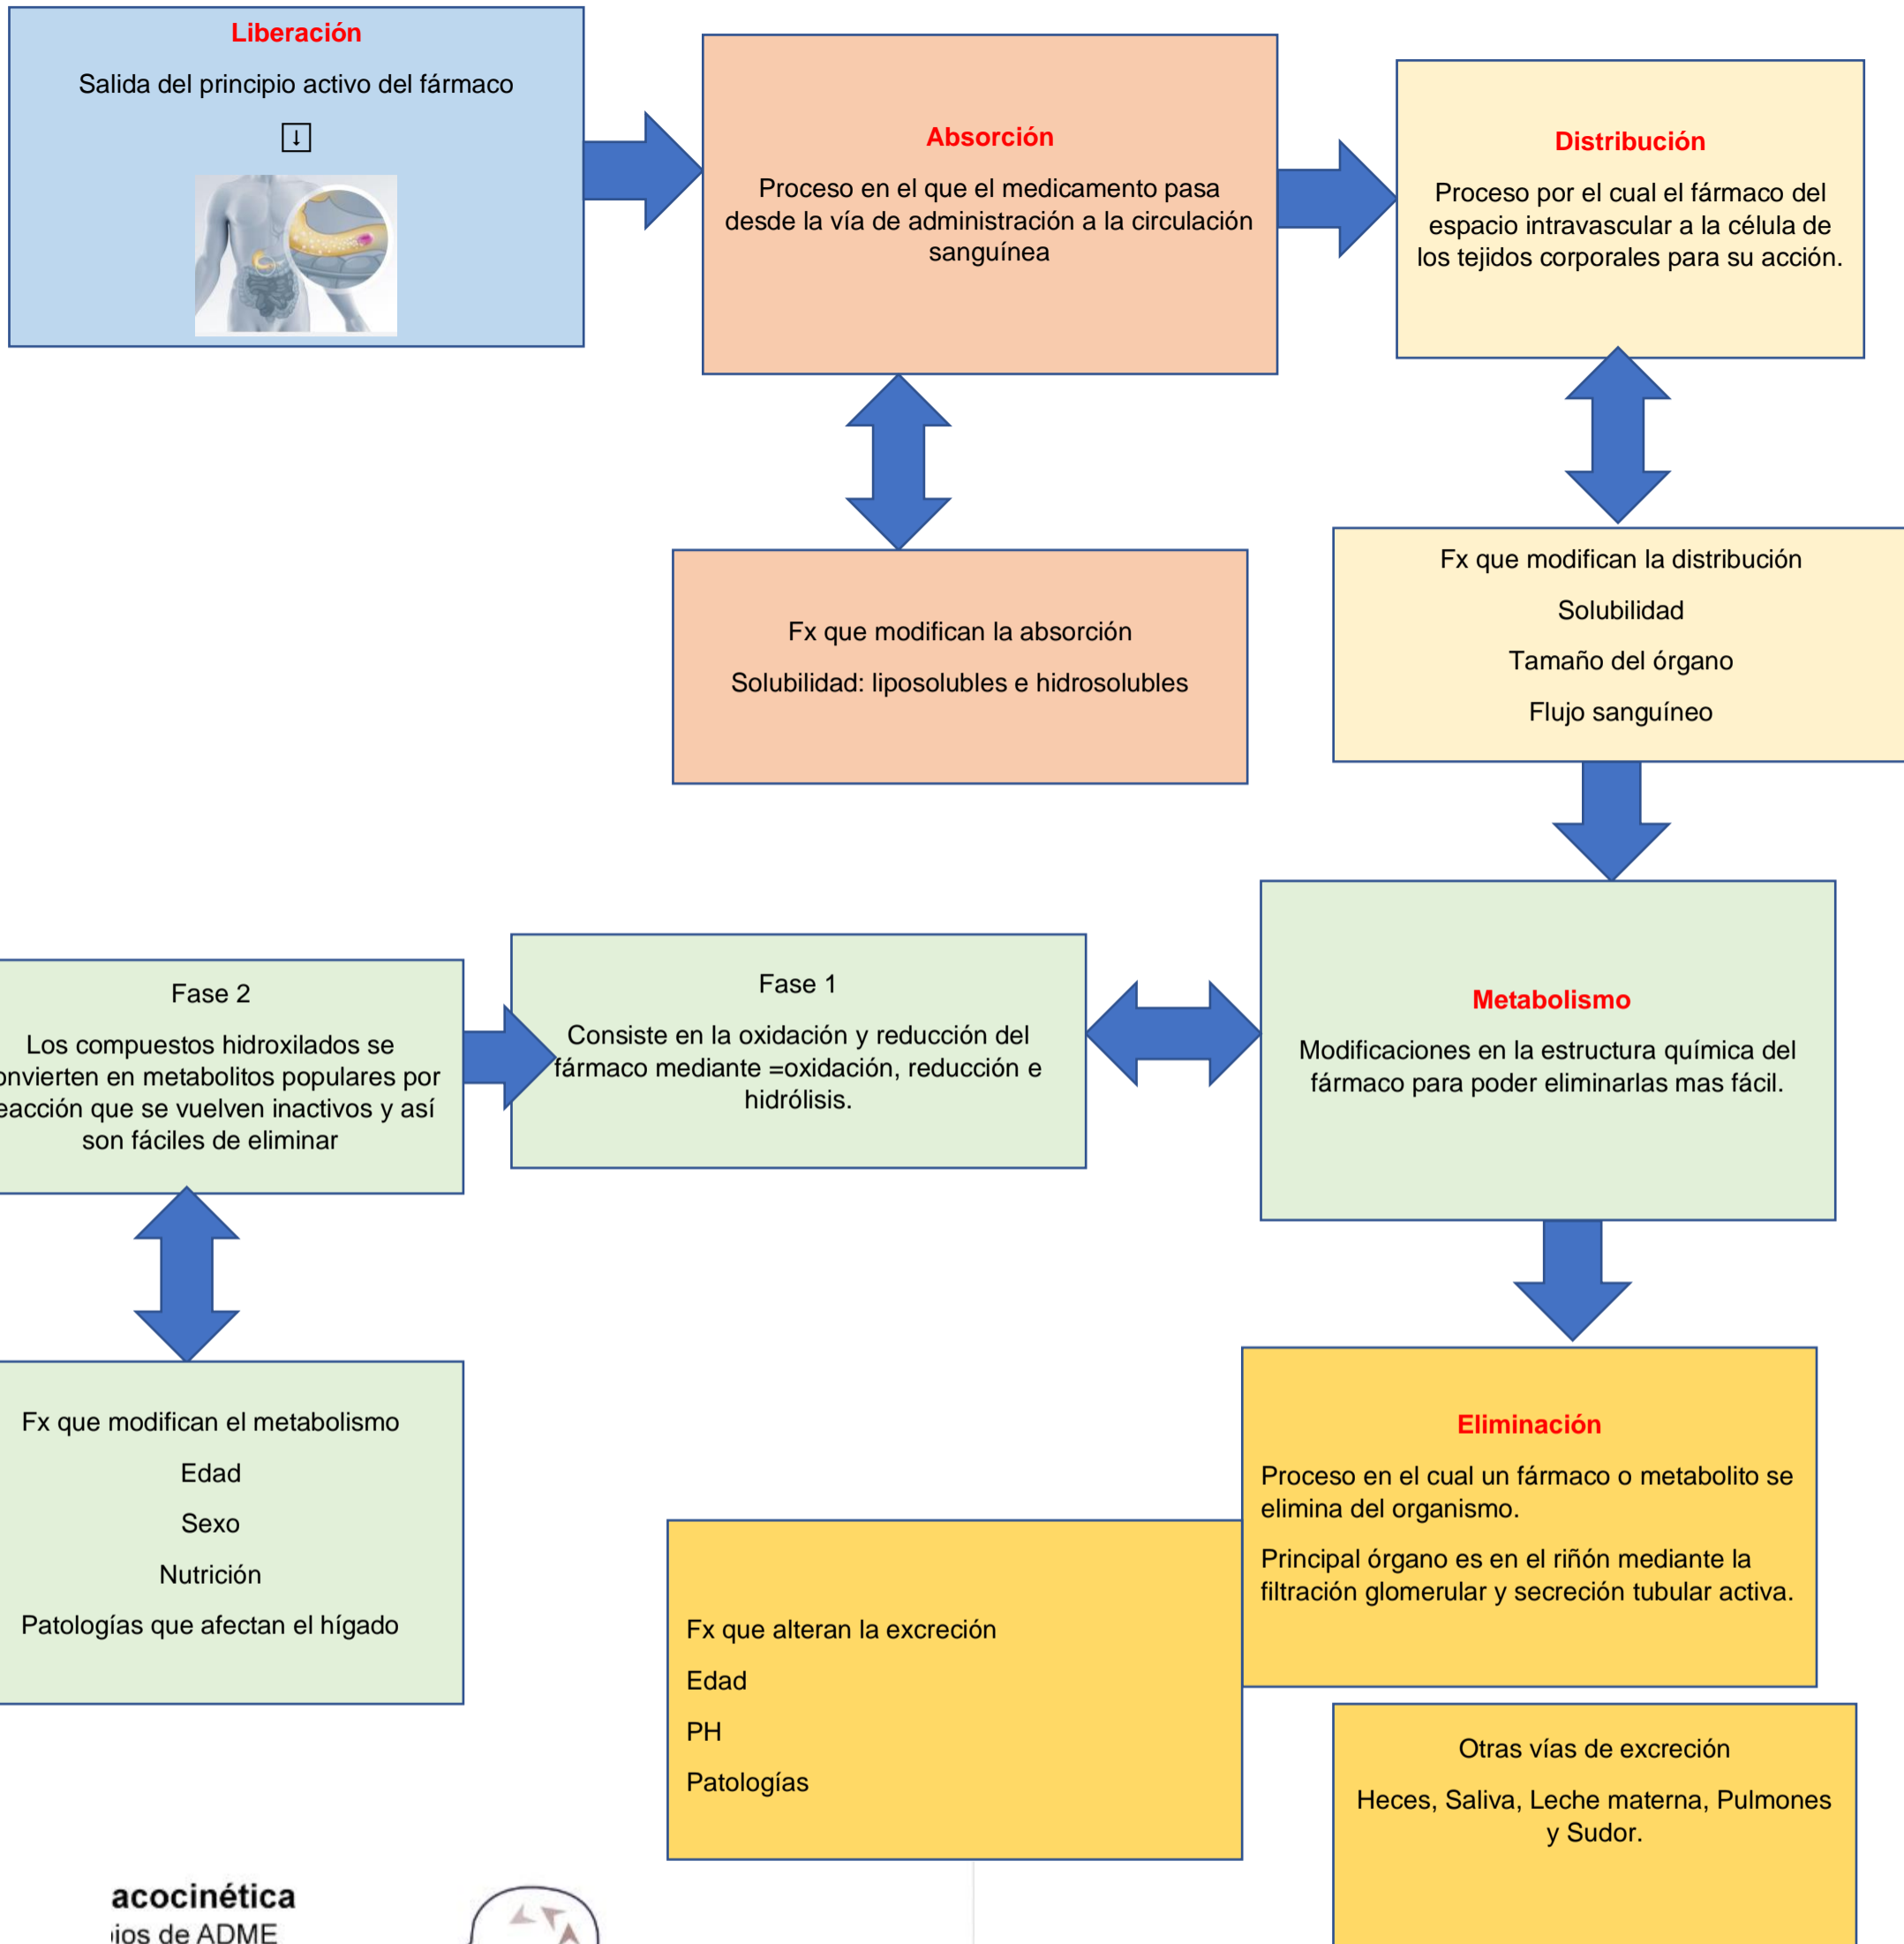 Liberación
Salida del principio activo del fármaco
↓
Absorción
Proceso en el que el medicamento pasa
desde la vía de administración a la circulación
sanguínea
Distribución
Proceso por el cual el fármaco del
espacio intravascular a la célula de
los tejidos corporales para su acción.
Fx que modifican la absorción
Solubilidad: liposolubles e hidrosolubles
Fx que modifican la distribución
Solubilidad
Tamaño del órgano
Flujo sanguíneo
Metabolismo
Modificaciones en la estructura química del
fármaco para poder eliminarlas mas fácil.
Fase 1
Consiste en la oxidación y reducción del
fármaco mediante =oxidación, reducción e
hidrólisis.
Fase 2
Los compuestos hidroxilados se
onvierten en metabolitos populares por
eacción que se vuelven inactivos y así
son fáciles de eliminar
Fx que modifican el metabolismo
Edad
Sexo
Nutrición
Patologías que afectan el hígado
Eliminación
Proceso en el cual un fármaco o metabolito se
elimina del organismo.
Principal órgano es en el riñón mediante la
filtración glomerular y secreción tubular activa.
Fx que alteran la excreción
Edad
PH
Patologías
Otras vías de excreción
Heces, Saliva, Leche materna, Pulmones
y Sudor.
acocinética
ios de ADME